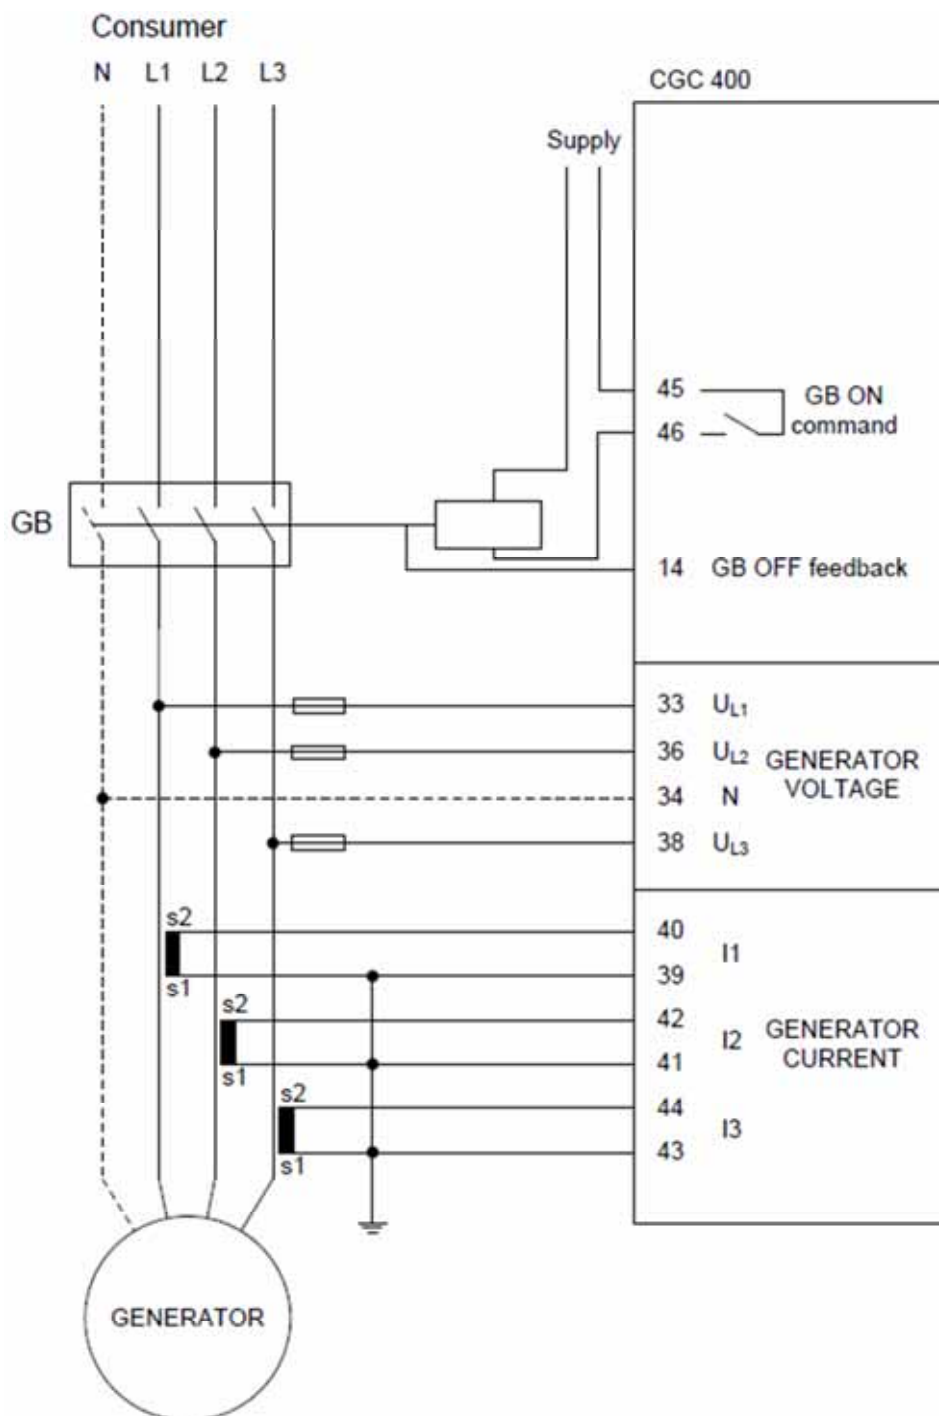 Consumer
N L1 L2 L3
CGC 400
Supply
45
46
GB ON
command
GB
14 GB OFF feedback
33 UL1
36 UL2
34 N
38 UL3
GENERATOR
VOLTAGE
s2
s1
40
39
I1
s2
s1
42
41
I2
GENERATOR
CURRENT
s2
s1
44
43
I3
GENERATOR